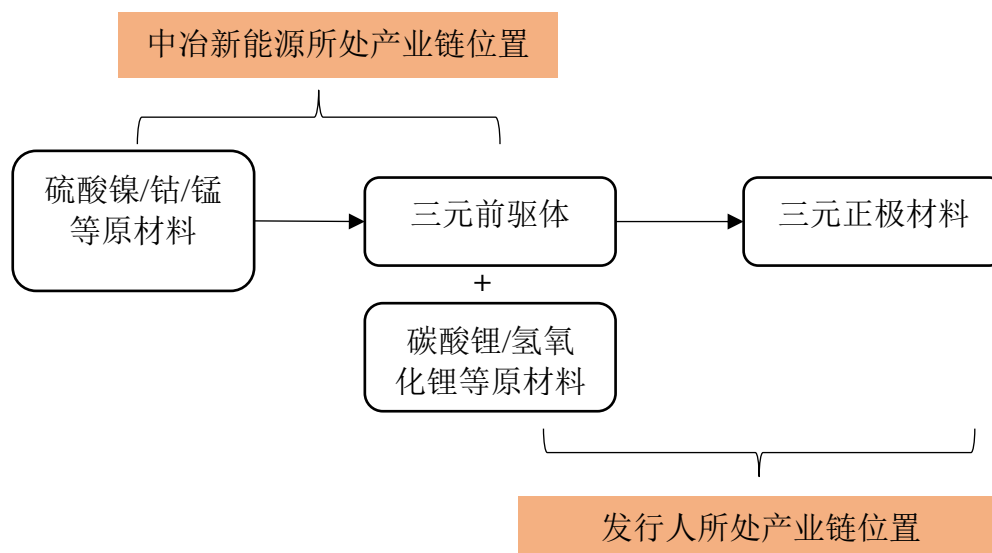 中冶新能源所处产业链位置
硫酸镍/钴/锰
等原材料
三元前驱体
三元正极材料
+
碳酸锂/氢氧
化锂等原材料
发行人所处产业链位置